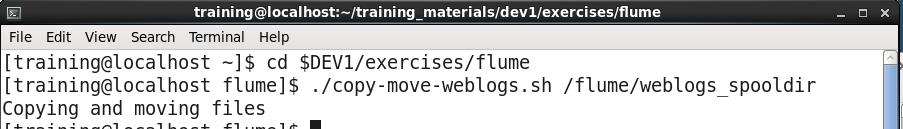 training@localhost:~/training_materials/dev1/exercises/flume
File Edit View Search Terminal Help
[training@localhost ~]$ cd $DEV1/exercises/flume
[training@localhost flume]$ ./copy-move-weblogs.sh /flume/weblogs_spooldir
Copying and moving files
[training@localhost flume]$